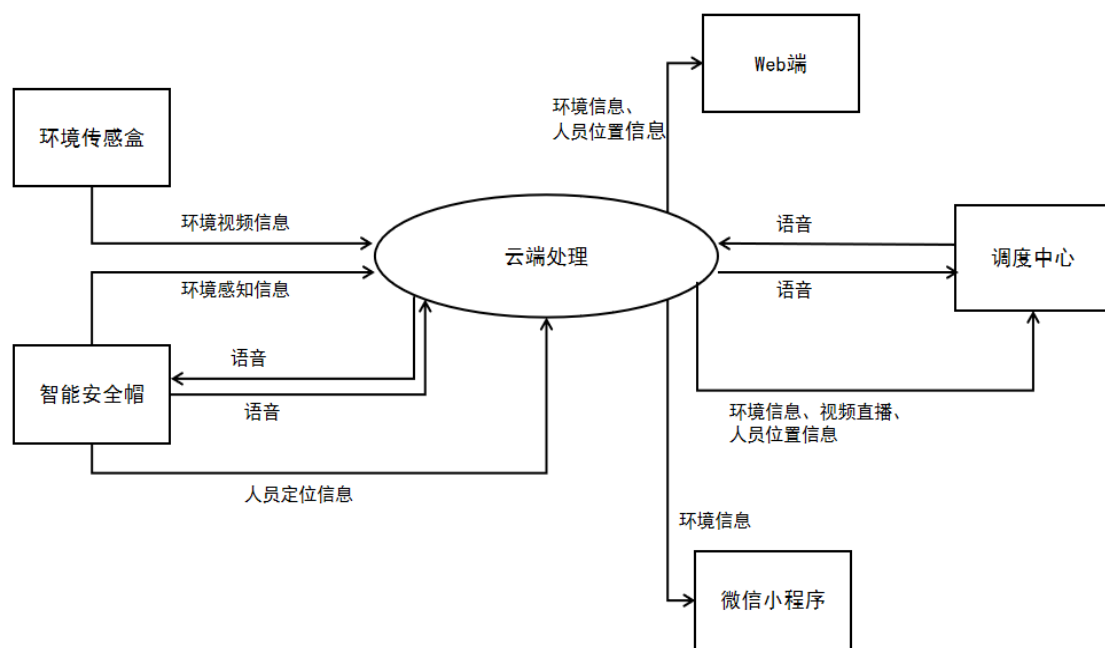 Web端
环境信息、
人员位置信息
环境传感盒
环境视频信息
语音
云端处理
调度中心
环境感知信息
语音
语音
智能安全帽
语音
环境信息、视频直播、
人员位置信息
人员定位信息
环境信息
微信小程序